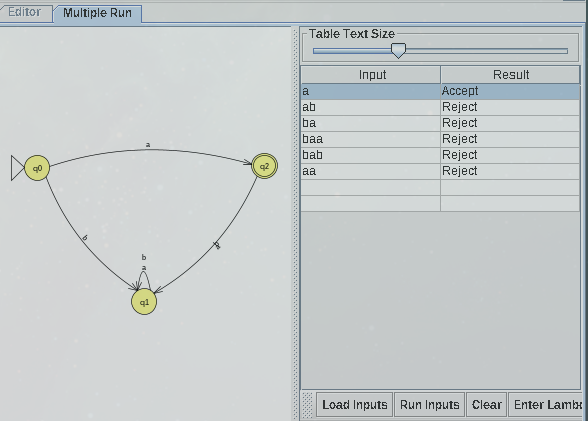 Editor
Multiple Run
Table Text Size
Input Result
a Accept
ab Reject
ba Reject
baa Reject
bab Reject
aa Reject
a
q0
q2
b
b
a
q1
Load Inputs Run Inputs Clear Enter Lamb